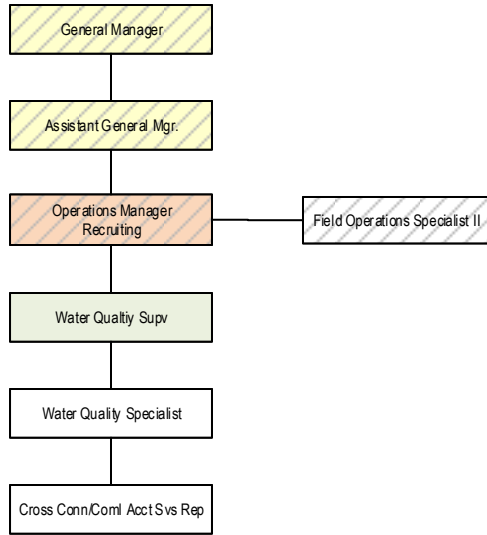 General Manager
Assistant General Mgr.
Operations Manager
Recruiting
Field Operations Specialist II
Water Qualtiy Supv
Water Quality Specialist
Cross Conn/Coml Acct Svs Rep